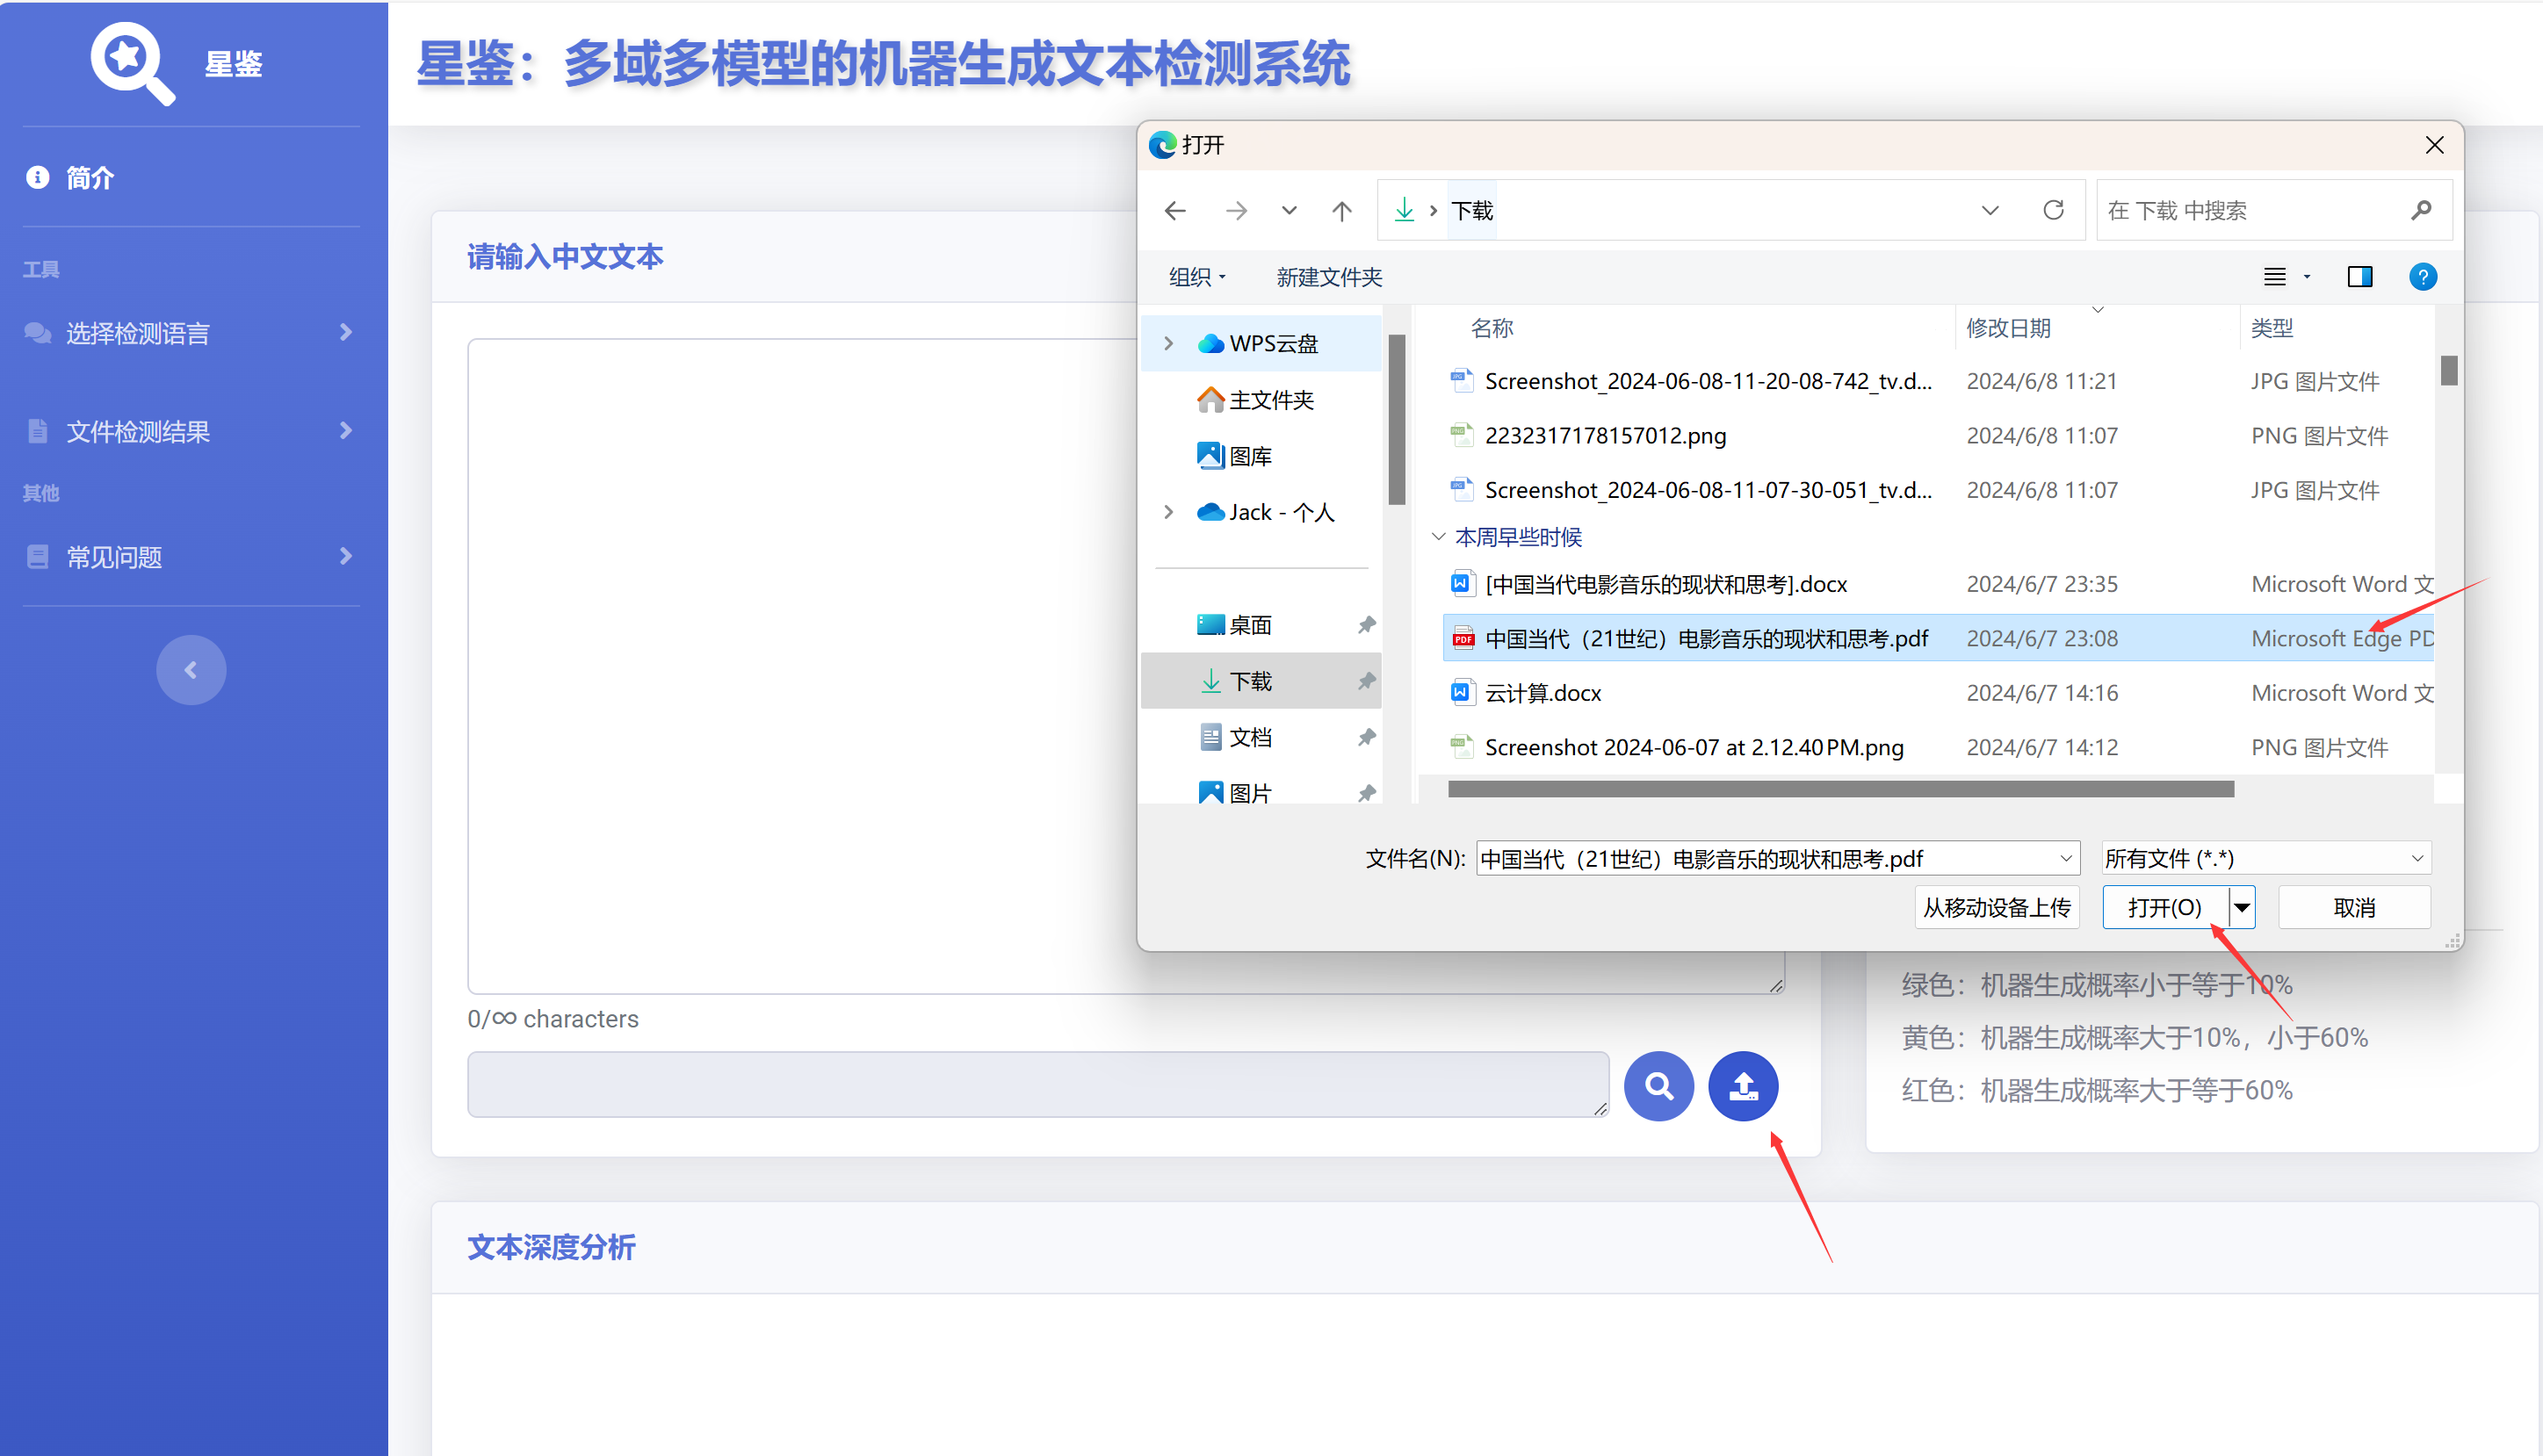 星鉴
星鉴：多域多模型的机器生成文本检测系统
简介
工具
选择检测语言
文件检测结果
其他
常见问题
请输入中文文本
0/∞ characters
打开
下载
在 下载 中搜索
组织
新建文件夹
WPS云盘
主文件夹
图库
Jack - 个人
桌面
下载
文档
图片
名称 修改日期 类型
Screenshot_2024-06-08-11-20-08-742_tv.d... 2024/6/8 11:21 JPG 图片文件
2232317178157012.png 2024/6/8 11:07 PNG 图片文件
Screenshot_2024-06-08-11-07-30-051_tv.d... 2024/6/8 11:07 JPG 图片文件
本周早些时候
[中国当代电影音乐的现状和思考].docx 2024/6/7 23:35 Microsoft Word 文
中国当代（21世纪）电影音乐的现状和思考.pdf 2024/6/7 23:08 Microsoft Edge PD
云计算.docx 2024/6/7 14:16 Microsoft Word 文
Screenshot 2024-06-07 at 2.12.40 PM.png 2024/6/7 14:12 PNG 图片文件
文件名(N): 中国当代（21世纪）电影音乐的现状和思考.pdf 所有文件 (*.*)
从移动设备上传 打开(O) 取消
绿色：机器生成概率小于等于10%
黄色：机器生成概率大于10%，小于60%
红色：机器生成概率大于等于60%
文本深度分析